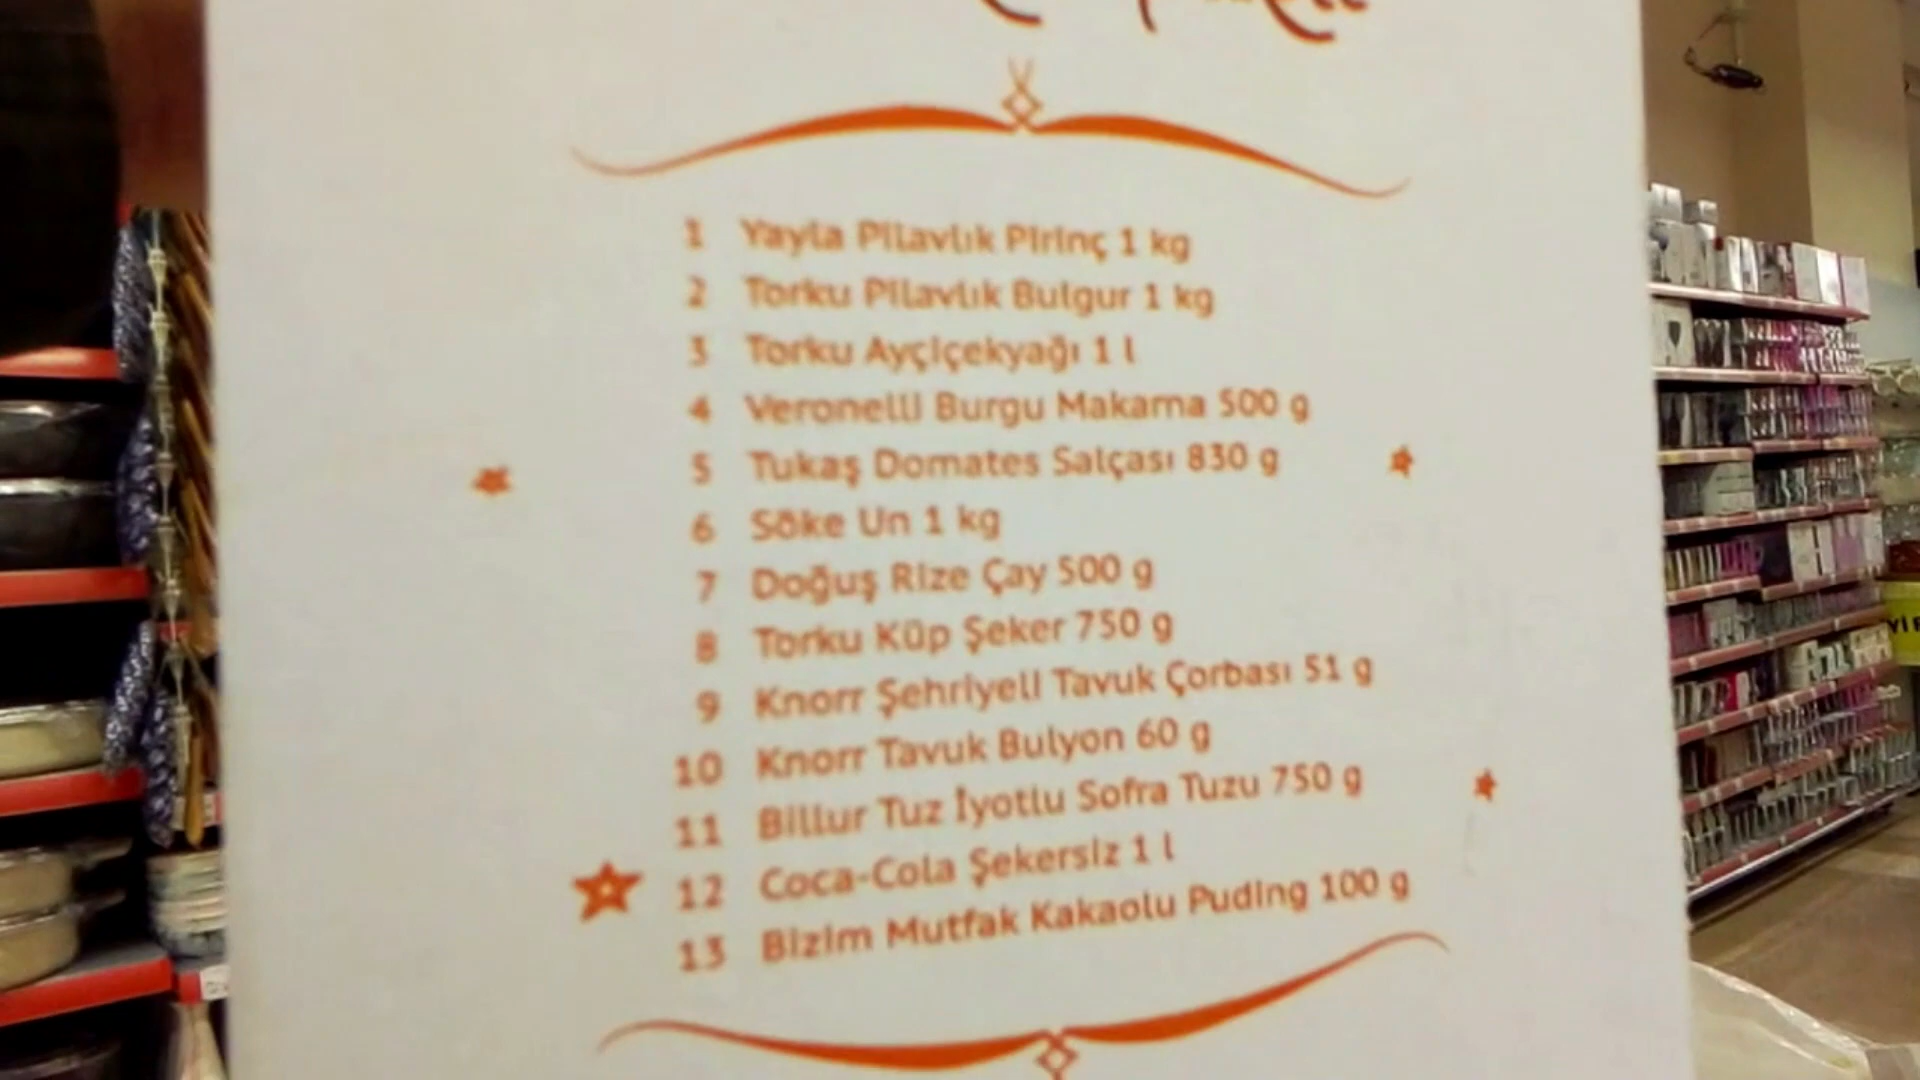 1 Yayla Pilavlık Pirinç 1 kg
2 Torku Pilavlık Bulgur 1 kg
3 Torku Ayçiçekyağı 1 l
4 Veronelli Burgu Makarna 500 g
5 Tukaş Domates Salçası 830 g
6 Söke Un 1 kg
7 Doğuş Rize Çay 500 g
8 Torku Küp Şeker 750 g
9 Knorr Şehriyeli Tavuk Çorbası 51 g
10 Knorr Tavuk Bulyon 60 g
11 Billur Tuz İyotlu Sofra Tuzu 750 g
12 Coca-Cola Şekersiz 1 l
13 Bizim Mutfak Kakaolu Puding 100 g